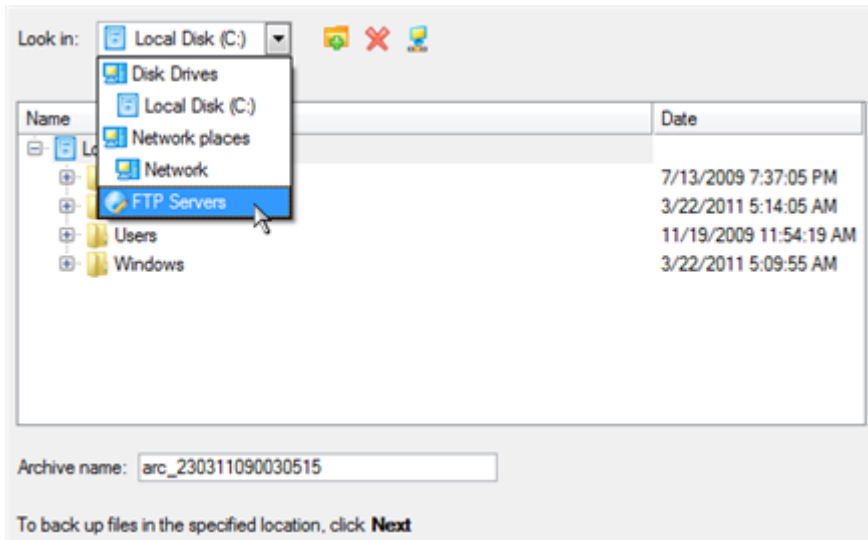 Look in: Local Disk (C:)
Disk Drives
Local Disk (C:)
Network places
Network
FTP Servers
Name Date
7/13/2009 7:37:05 PM
3/22/2011 5:14:05 AM
Users 11/19/2009 11:54:19 AM
Windows 3/22/2011 5:09:55 AM
Archive name: arc_230311090030515
To back up files in the specified location, click Next